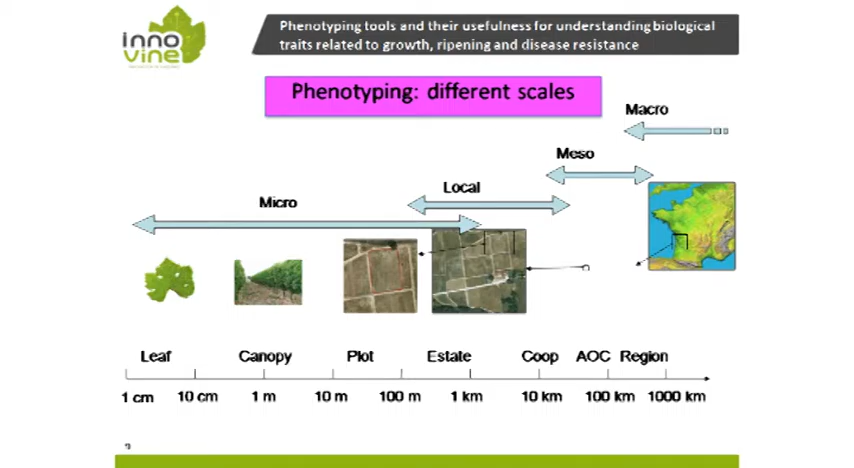 inno
vine
Phenotyping tools and their usefulness for understanding biological
traits related to growth, ripening and disease resistance
Phenotyping: different scales
Macro
Meso
Local
Micro
Leaf Canopy Plot Estate Coop AOC Region
1 cm 10 cm 1 m 10 m 100 m 1 km 10 km 100 km 1000 km